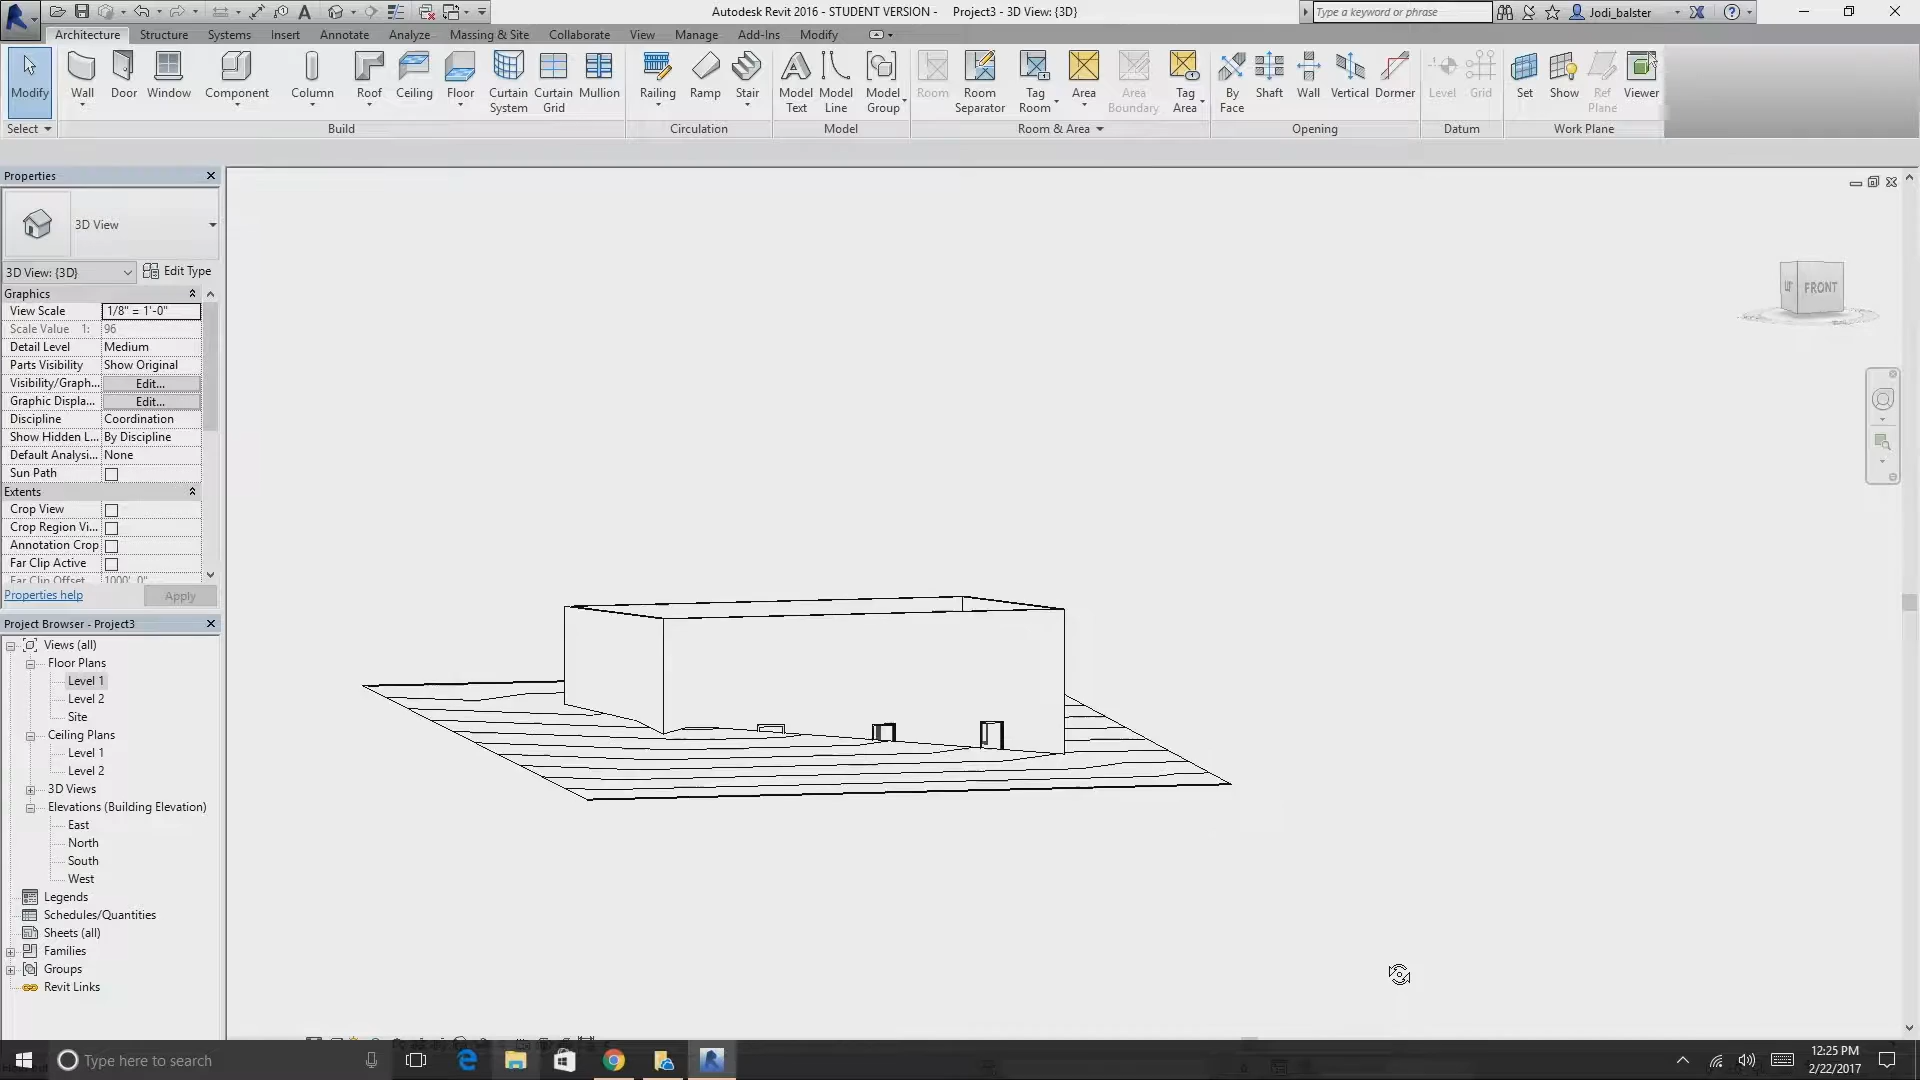 Autodesk Revit 2016 - STUDENT VERSION - Project3 - 3D View: {3D}
Type a keyword or phrase
Jodi_balster
Architecture Structure Systems Insert Annotate Analyze Massing & Site Collaborate View Manage Add-Ins Modify
Modify Wall Door Window Component Column Roof Ceiling Floor Curtain System Curtain Grid Mullion Railing Ramp Stair Model Text Model Line Model Group Room Room Separator Tag Room Area Area Boundary Tag Area By Face Shaft Wall Vertical Dormer Level Grid Set Show Ref Plane Viewer
Select Build Circulation Model Room & Area Opening Datum Work Plane
Properties
3D View
3D View: {3D} Edit Type
Graphics
View Scale 1/8" = 1'-0"
Scale Value 1: 96
Detail Level Medium
Parts Visibility Show Original
Visibility/Graph... Edit...
Graphic Displa... Edit...
Discipline Coordination
Show Hidden L... By Discipline
Default Analysi... None
Sun Path
Extents
Crop View
Crop Region Vi...
Annotation Crop
Far Clip Active
Far Clip Offset 1000' 0"
Properties help Apply
Project Browser - Project3
Views (all)
Floor Plans
Level 1
Level 2
Site
Ceiling Plans
Level 1
Level 2
3D Views
Elevations (Building Elevation)
East
North
South
West
Legends
Schedules/Quantities
Sheets (all)
Families
Groups
Revit Links
FRONT
Type here to search
12:25 PM
2/22/2017